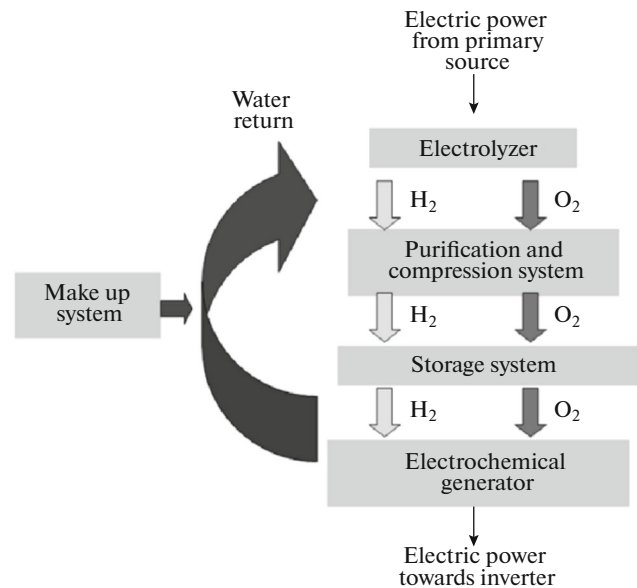 Electric power
from primary
source
Water
return
Electrolyzer
H₂
O₂
Purification and
compression system
Make up
system
H₂
O₂
Storage system
H₂
O₂
Electrochemical
generator
Electric power
towards inverter